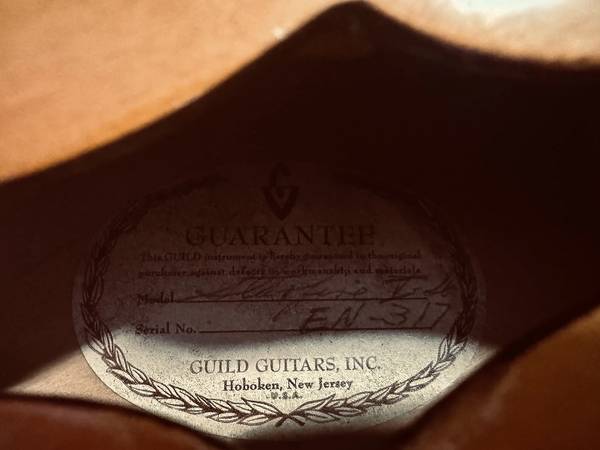 G
GUARANTEE
This GUILD instrument is hereby guaranteed to the original
purchaser against defects in workmanship and materials.
Model
Serial No. EN-317
GUILD GUITARS, INC.
Hoboken, New Jersey
U.S.A.